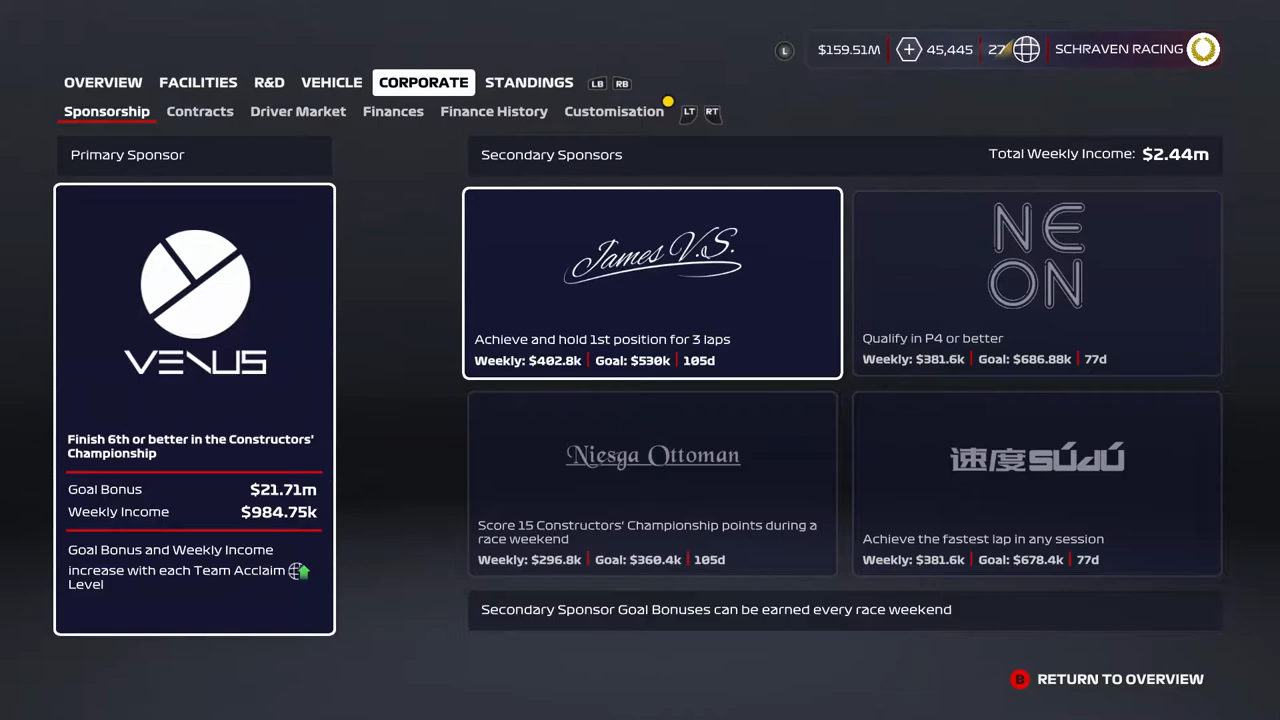 L
$159.51M
45,445
27
SCHRAVEN RACING
OVERVIEW FACILITIES R&D VEHICLE CORPORATE STANDINGS LB RB
Sponsorship Contracts Driver Market Finances Finance History Customisation LT RT
Primary Sponsor
VENUS
Finish 6th or better in the Constructors'
Championship
Goal Bonus $21.71m
Weekly Income $984.75k
Goal Bonus and Weekly Income
increase with each Team Acclaim
Level
Secondary Sponsors
Total Weekly Income: $2.44m
James V.S.
Achieve and hold 1st position for 3 laps
Weekly: $402.8k Goal: $530k 105d
NE
ON
Qualify in P4 or better
Weekly: $381.6k Goal: $686.88k 77d
Niesga Ottoman
Score 15 Constructors' Championship points during a
race weekend
Weekly: $296.8k Goal: $360.4k 105d
速度SÚJÚ
Achieve the fastest lap in any session
Weekly: $381.6k Goal: $678.4k 77d
Secondary Sponsor Goal Bonuses can be earned every race weekend
B RETURN TO OVERVIEW